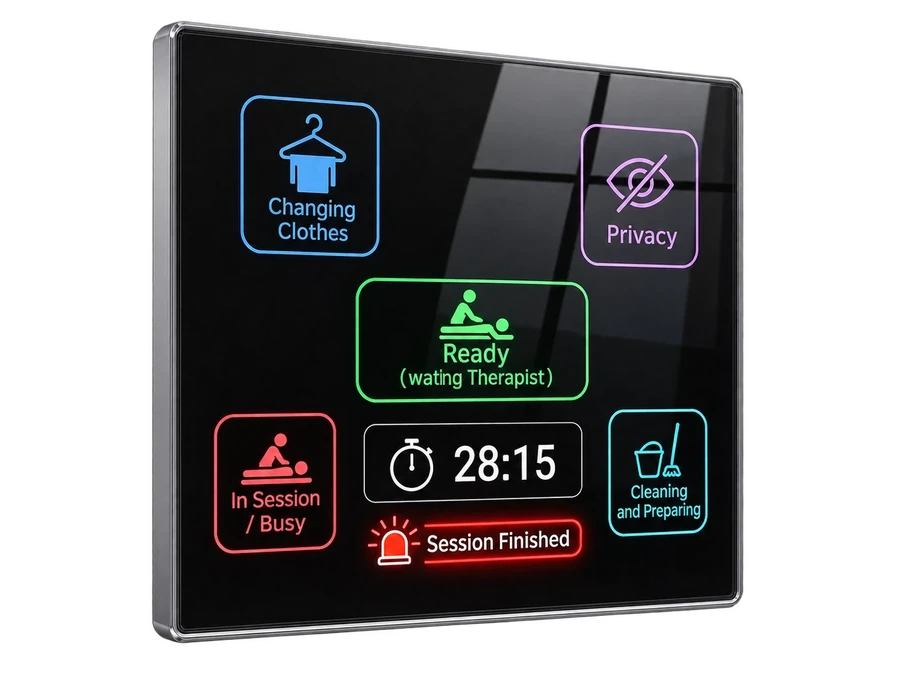 Changing
Clothes
Privacy
Ready
(wating Therapist)
In Session
/ Busy
28:15
Cleaning
and Preparing
Session Finished